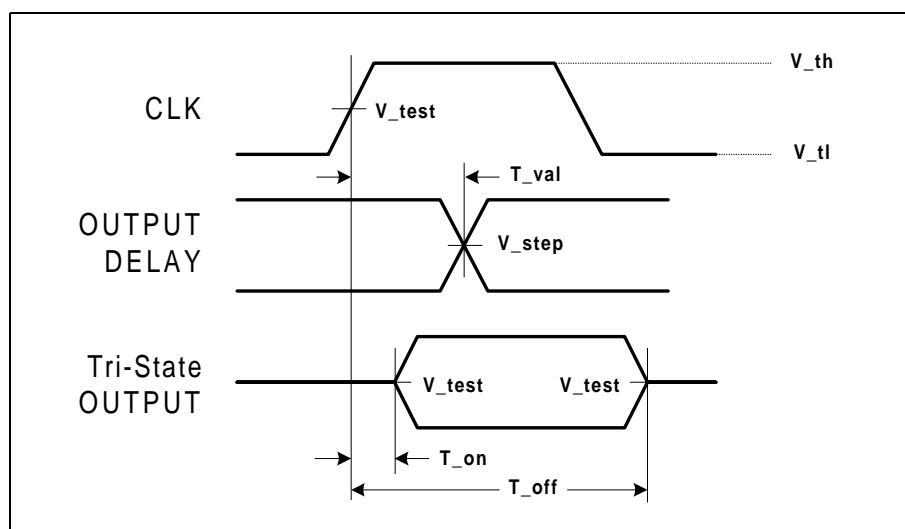 V_th
CLK
V_test
V_tl
T_val
OUTPUT
DELAY
V_step
Tri-State
OUTPUT
V_test
V_test
T_on
T_off